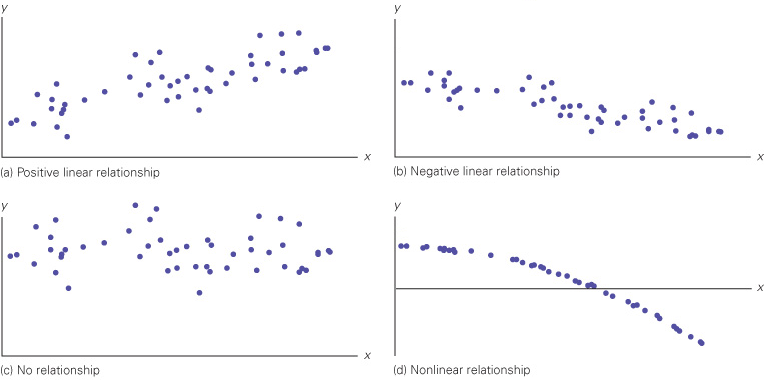 y
x
(a) Positive linear relationship
y
x
(b) Negative linear relationship
y
x
(c) No relationship
y
x
(d) Nonlinear relationship